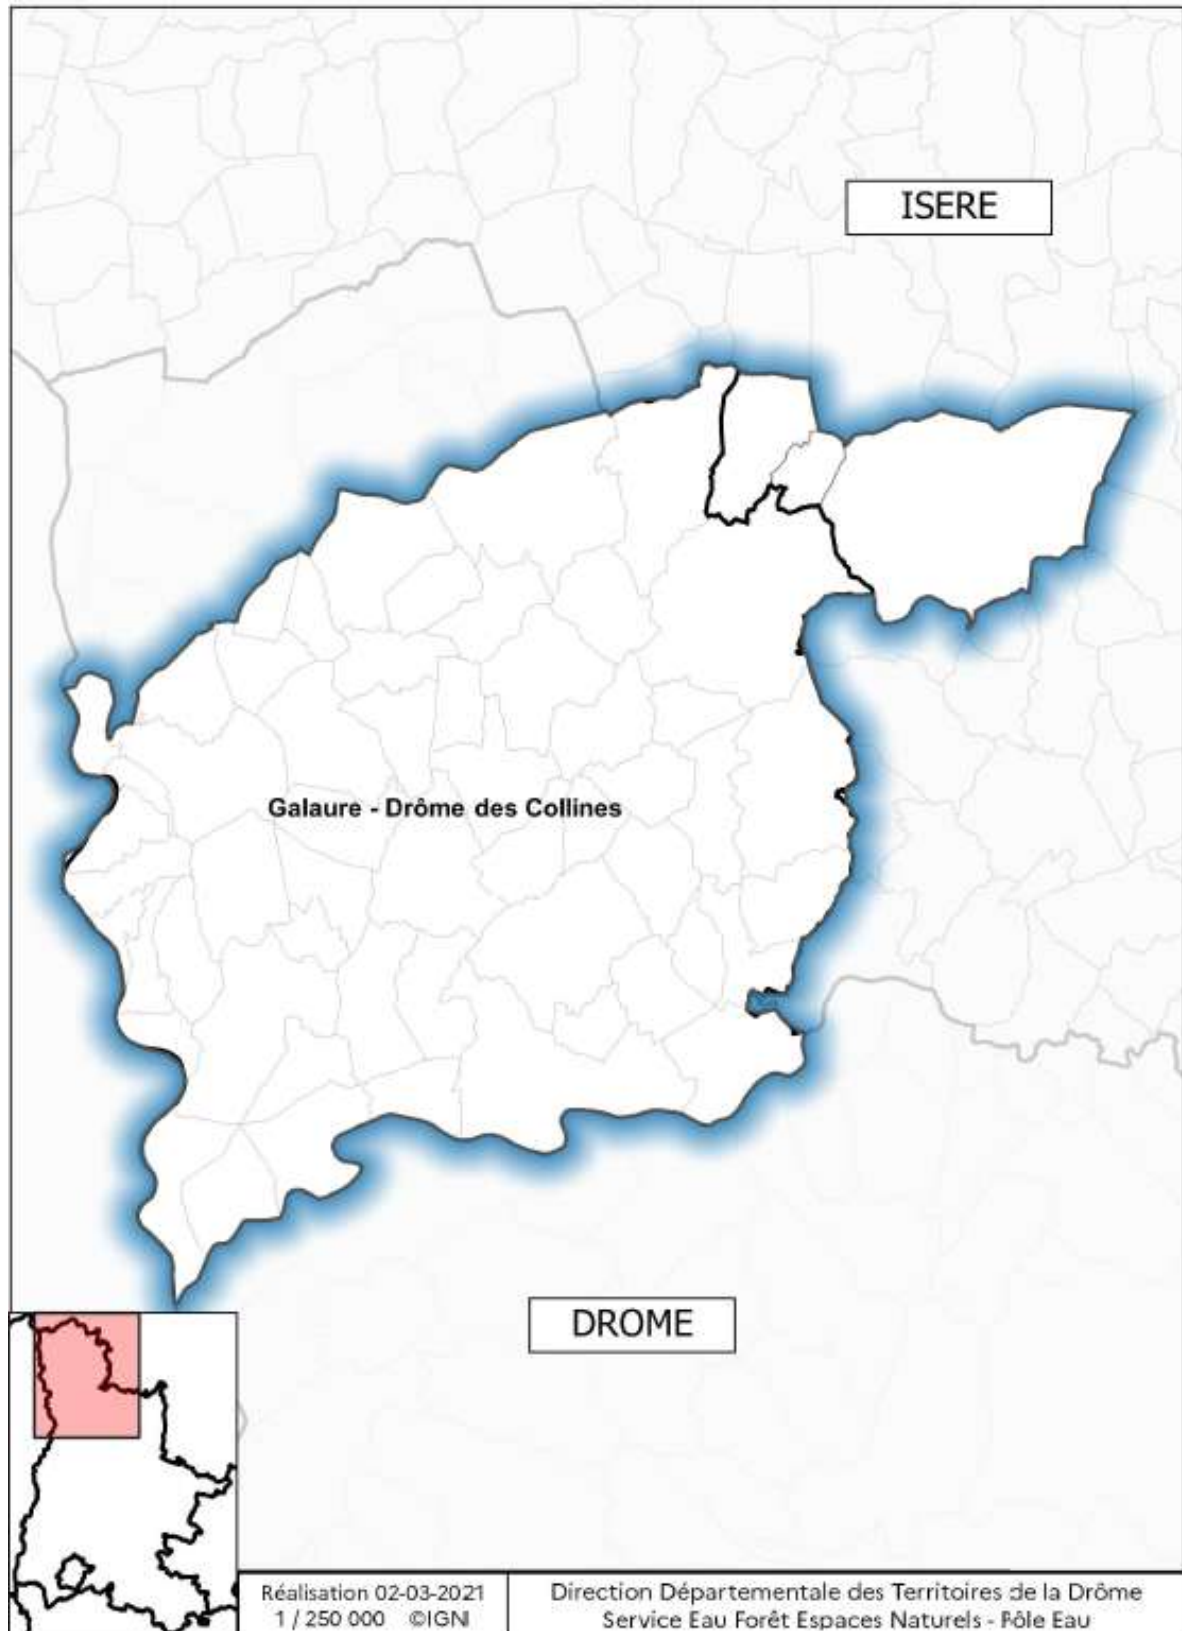 ISERE
Galaure - Drôme des Collines
DROME
Réalisation 02-03-2021
1 / 250 000 ©IGN
Direction Départementale des Territoires de la Drôme
Service Eau Forêt Espaces Naturels - Pôle Eau